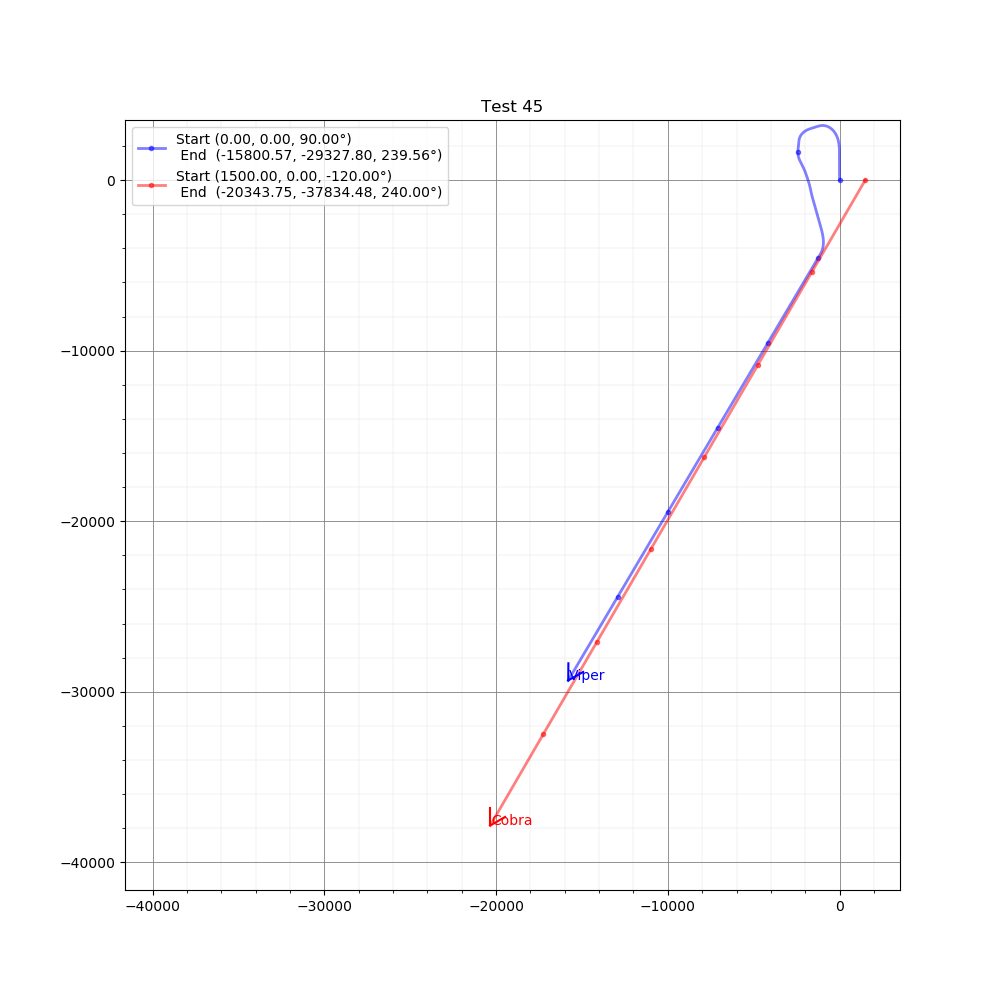 Test 45
Start (0.00, 0.00, 90.00°)
End  (-15800.57, -29327.80, 239.56°)
Start (1500.00, 0.00, -120.00°)
End  (-20343.75, -37834.48, 240.00°)
0
−10000
−20000
−30000
−40000
Viper
Cobra
−40000
−30000
−20000
−10000
0